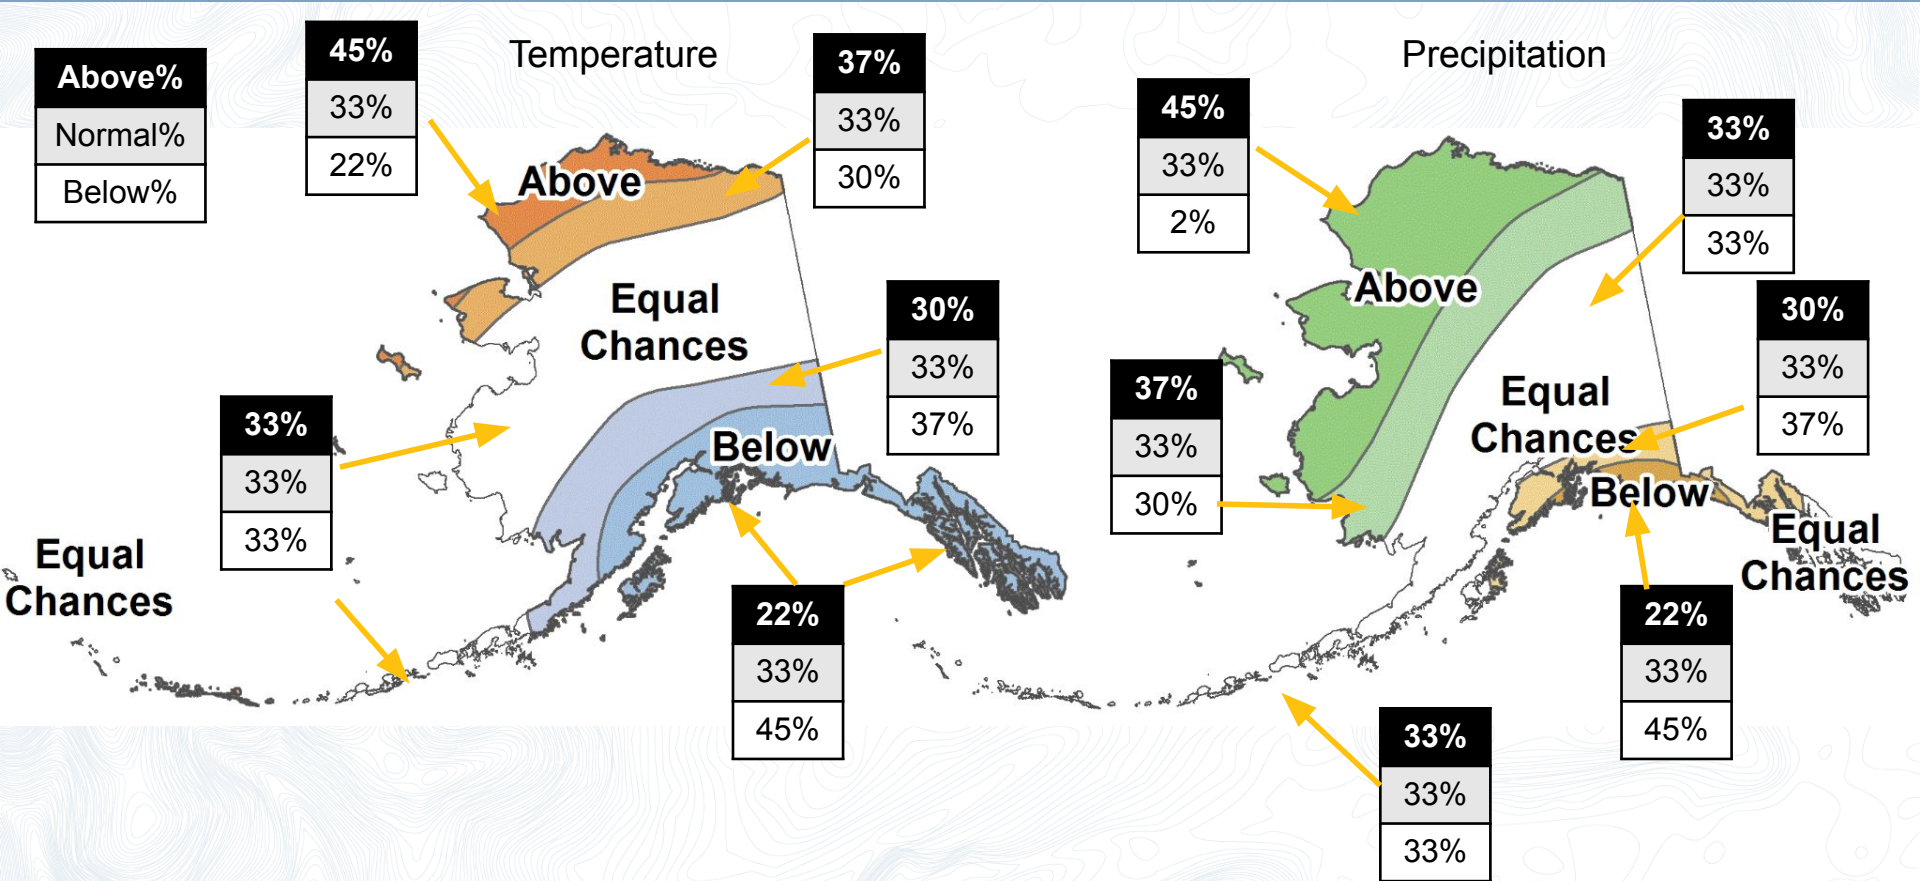 Temperature
Precipitation
Above%
Normal%
Below%
45%
33%
22%
37%
33%
30%
Above
Equal
Chances
30%
33%
37%
Below
33%
33%
33%
Equal
Chances
22%
33%
45%
45%
33%
2%
33%
33%
33%
Above
30%
33%
37%
37%
33%
30%
Equal
Chances
Below
Equal
Chances
22%
33%
45%
33%
33%
33%